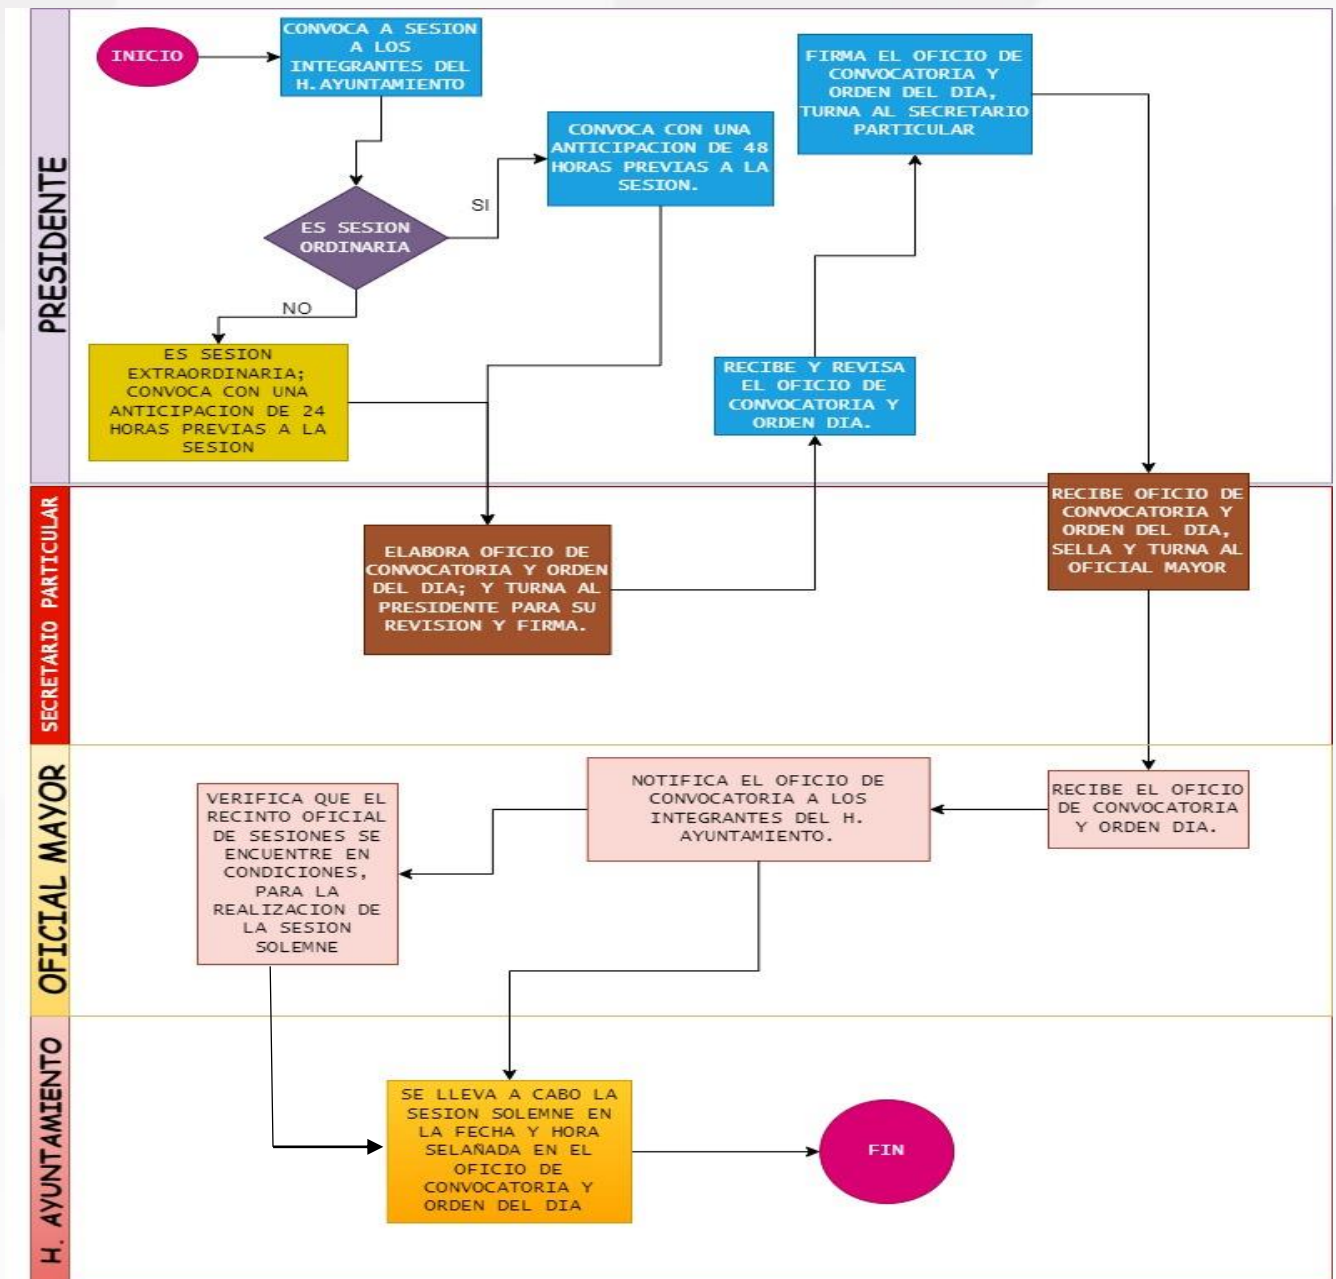 PRESIDENTE
INICIO
CONVOCA A SESION
A LOS
INTEGRANTES DEL
H.AYUNTAMIENTO
ES SESION
ORDINARIA
SI
NO
CONVOCA CON UNA
ANTICIPACION DE 48
HORAS PREVIAS A LA
SESION.
ES SESION
EXTRAORDINARIA;
CONVOCA CON UNA
ANTICIPACION DE 24
HORAS PREVIAS A LA
SESION
RECIBE Y REVISA
EL OFICIO DE
CONVOCATORIA Y
ORDEN DIA.
FIRMA EL OFICIO DE
CONVOCATORIA Y
ORDEN DEL DIA,
TURNA AL SECRETARIO
PARTICULAR
SECRETARIO PARTICULAR
ELABORA OFICIO DE
CONVOCATORIA Y ORDEN
DEL DIA; Y TURNA AL
PRESIDENTE PARA SU
REVISION Y FIRMA.
RECIBE OFICIO DE
CONVOCATORIA Y
ORDEN DEL DIA,
SELLA Y TURNA AL
OFICIAL MAYOR
OFICIAL MAYOR
VERIFICA QUE EL
RECINTO OFICIAL
DE SESIONES SE
ENCUENTRE EN
CONDICIONES,
PARA LA
REALIZACION DE
LA SESION
SOLEMNE
NOTIFICA EL OFICIO DE
CONVOCATORIA A LOS
INTEGRANTES DEL H.
AYUNTAMIENTO.
RECIBE EL OFICIO
DE CONVOCATORIA
Y ORDEN DIA.
H. AYUNTAMIENTO
SE LLEVA A CABO LA
SESION SOLEMNE EN
LA FECHA Y HORA
SELAÑADA EN EL
OFICIO DE
CONVOCATORIA Y
ORDEN DEL DIA
FIN